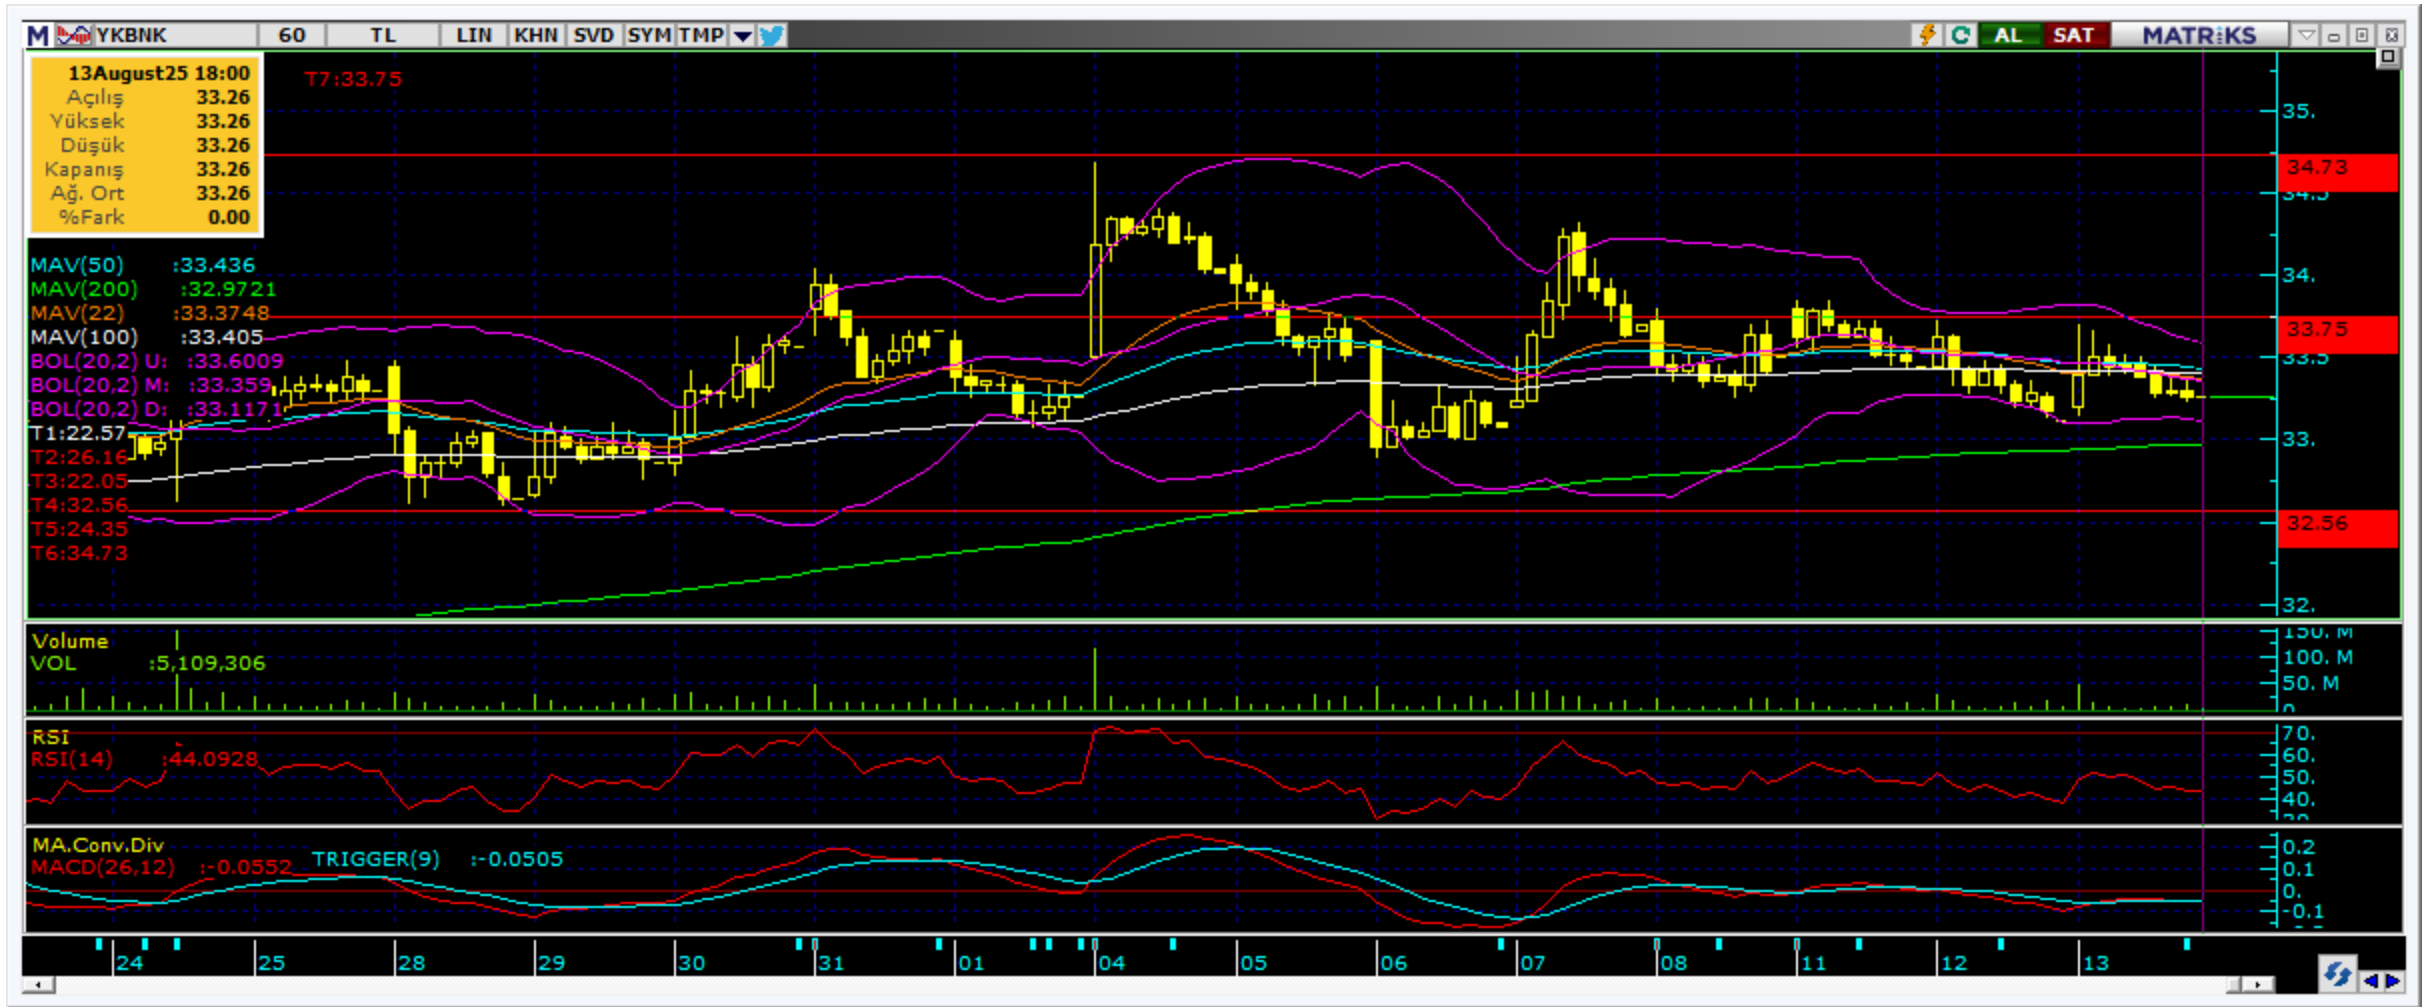 M YKBNK 60 TL LIN KHN SVD SYM TMP AL SAT MATRiKS
13August25 18:00
Açılış 33.26
Yüksek 33.26
Düşük 33.26
Kapanış 33.26
Ağ. Ort 33.26
%Fark 0.00
T7:33.75
MAV(50) :33.436
MAV(200) :32.9721
MAV(22) :33.3748
MAV(100) :33.405
BOL(20,2) U: :33.6009
BOL(20,2) M: :33.359
BOL(20,2) D: :33.1171
T1:22.57
T2:26.16
T3:22.05
T4:32.56
T5:24.35
T6:34.73
35.
34.73
34.5
34.
33.75
33.5
33.
32.56
32.
Volume
VOL :5,109,306
150. M
100. M
50. M
0
RSI
RSI(14) :44.0928
70.
60.
50.
40.
30
MA.Conv.Div
MACD(26,12) :-0.0552 TRIGGER(9) :-0.0505
0.2
0.1
0.
-0.1
24 25 28 29 30 31 01 04 05 06 07 08 11 12 13